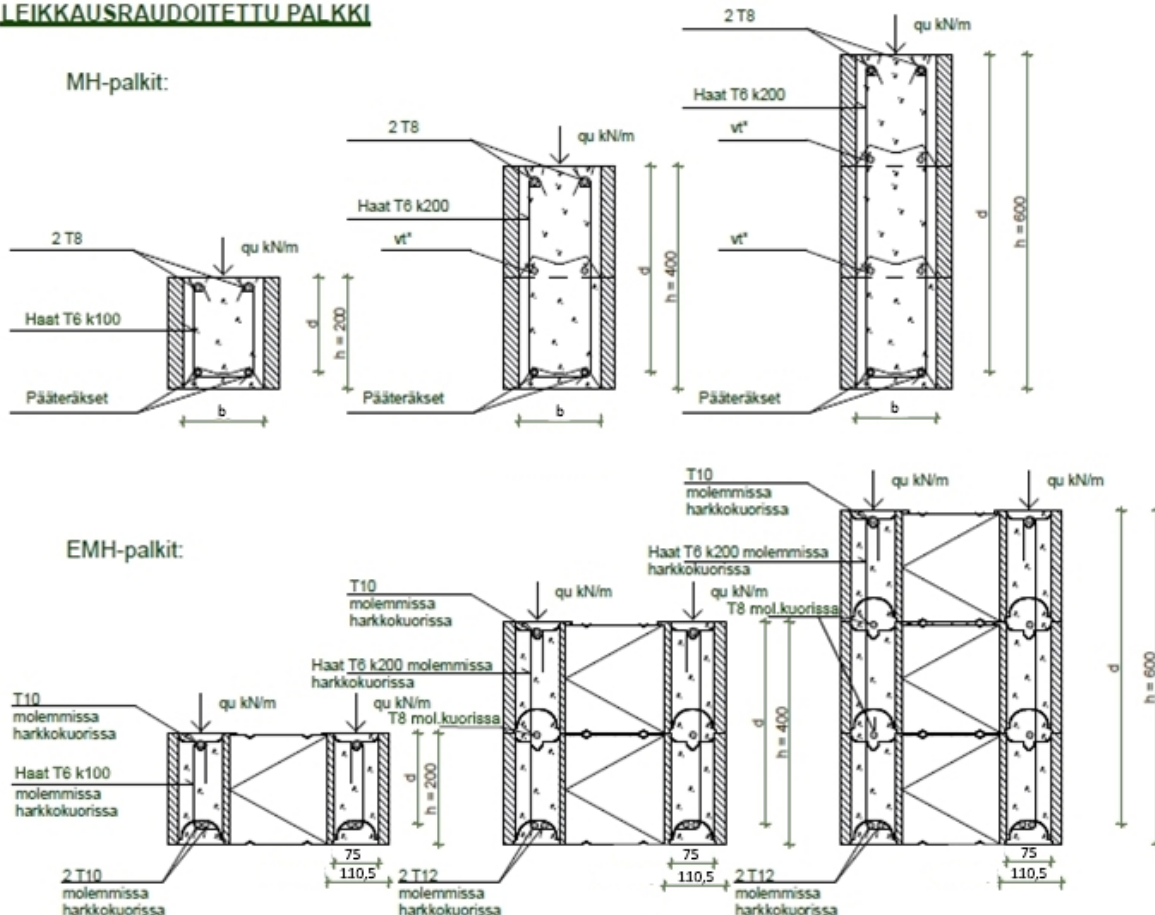 LEIKKAUSRAUDOITETTU PALKKI
MH-palkit:
2 T8
qu kN/m
Haat T6 k100
Pääteräkset
d
h = 200
b
2 T8
qu kN/m
Haat T6 k200
vt*
d
h = 400
Pääteräkset
b
2 T8
qu kN/m
Haat T6 k200
vt*
vt*
d
h = 600
Pääteräkset
b
EMH-palkit:
T10
molemmissa
harkkokuorissa
qu kN/m
qu kN/m
Haat T6 k100
molemmissa
harkkokuorissa
d
h = 200
2 T10
molemmissa
harkkokuorissa
75
110,5
T10
molemmissa
harkkokuorissa
qu kN/m
qu kN/m
Haat T6 k200 molemmissa
harkkokuorissa
T8 mol.kuorissa
d
h = 400
2 T12
molemmissa
harkkokuorissa
75
110,5
T10
molemmissa
harkkokuorissa
qu kN/m
qu kN/m
Haat T6 k200 molemmissa
harkkokuorissa
T8 mol.kuorissa
d
h = 600
2 T12
molemmissa
harkkokuorissa
75
110,5